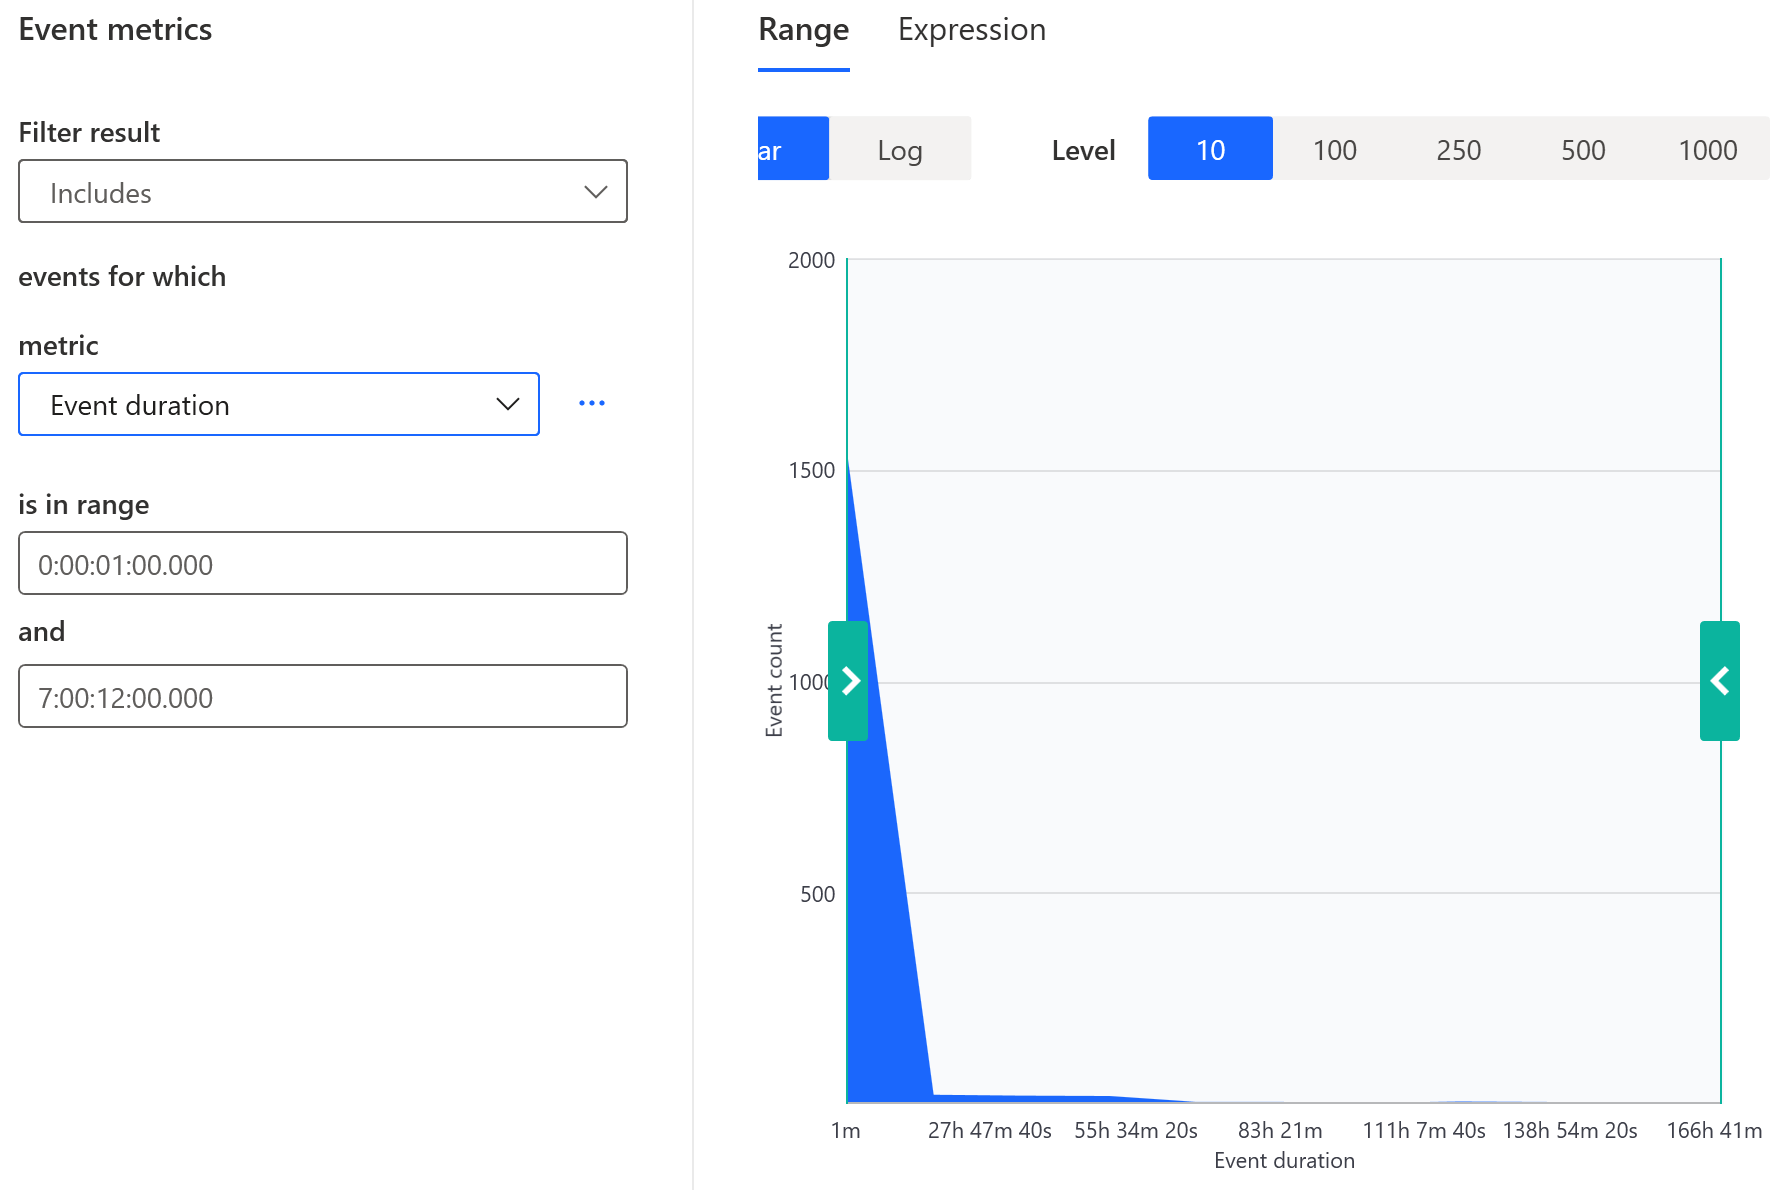 Event metrics
Filter result
Includes
events for which
metric
Event duration
is in range
0:00:01:00.000
and
7:00:12:00.000
Range Expression
ar Log Level 10 100 250 500 1000
2000
1500
1000
500
Event count
1m 27h 47m 40s 55h 34m 20s 83h 21m 111h 7m 40s 138h 54m 20s 166h 41m
Event duration